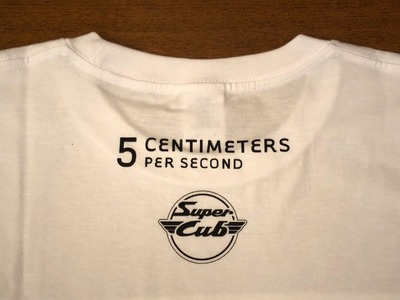 5 CENTIMETERS
PER SECOND
Super
Cub